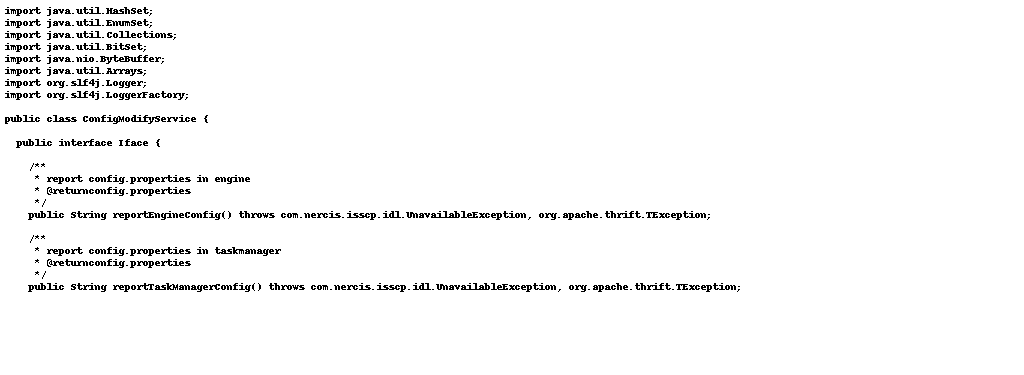 import java.util.HashSet;
import java.util.EnumSet;
import java.util.Collections;
import java.util.BitSet;
import java.nio.ByteBuffer;
import java.util.Arrays;
import org.slf4j.Logger;
import org.slf4j.LoggerFactory;

public class ConfigModifyService {

  public interface Iface {

    /**
     * report config.properties in engine
     * @returnconfig.properties
     */
    public String reportEngineConfig() throws com.nercis.isscp.idl.UnavailableException, org.apache.thrift.TException;

    /**
     * report config.properties in taskmanager
     * @returnconfig.properties
     */
    public String reportTaskManagerConfig() throws com.nercis.isscp.idl.UnavailableException, org.apache.thrift.TException;